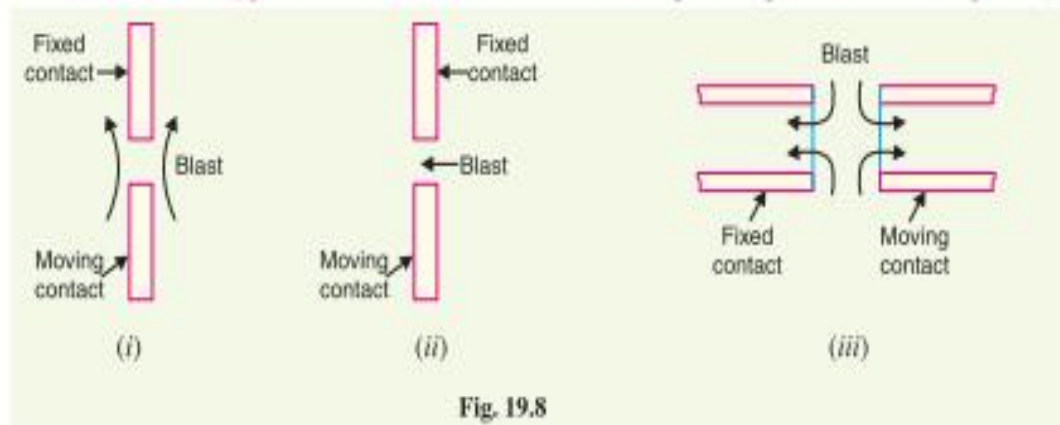 Fixed
contact
Blast
Moving
contact
(i)
Fixed
contact
Blast
Moving
contact
(ii)
Blast
Fixed
contact
Moving
contact
(iii)
Fig. 19.8